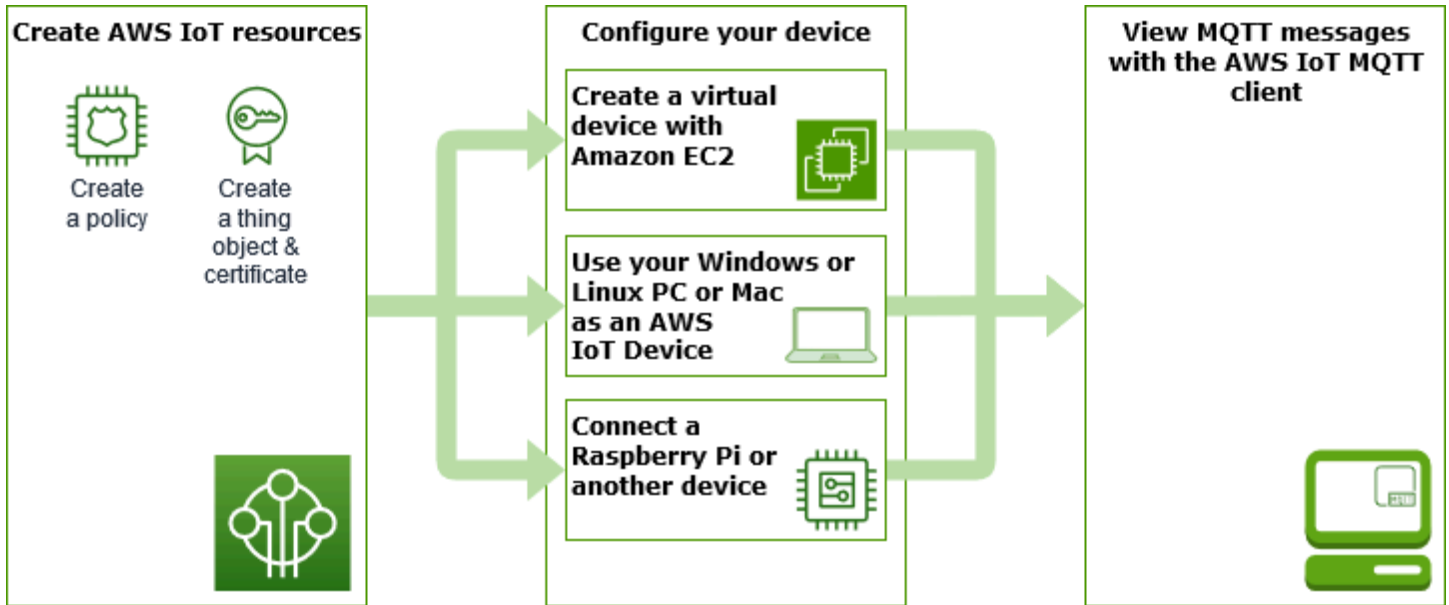 Create AWS IoT resources
Create
a policy
Create
a thing
object &
certificate
Configure your device
Create a virtual
device with
Amazon EC2
Use your Windows or
Linux PC or Mac
as an AWS
IoT Device
Connect a
Raspberry Pi or
another device
View MQTT messages
with the AWS IoT MQTT
client